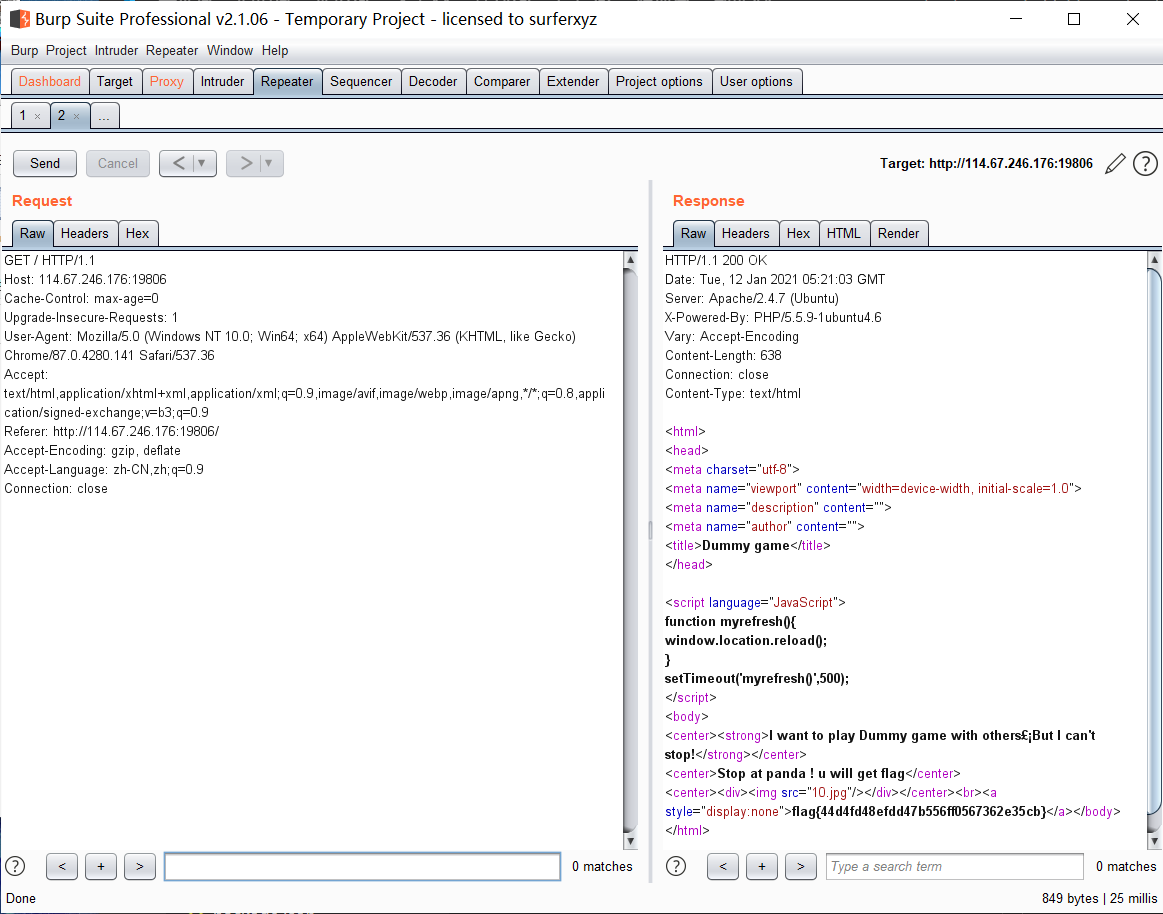 Burp Suite Professional v2.1.06 - Temporary Project - licensed to surferxyz
Burp Project Intruder Repeater Window Help
Dashboard Target Proxy Intruder Repeater Sequencer Decoder Comparer Extender Project options User options
1 × 2 × ...
Send Cancel < | ▼ > | ▼ Target: http://114.67.246.176:19806 ?
Request
Raw Headers Hex
GET / HTTP/1.1
Host: 114.67.246.176:19806
Cache-Control: max-age=0
Upgrade-Insecure-Requests: 1
User-Agent: Mozilla/5.0 (Windows NT 10.0; Win64; x64) AppleWebKit/537.36 (KHTML, like Gecko)
Chrome/87.0.4280.141 Safari/537.36
Accept:
text/html,application/xhtml+xml,application/xml;q=0.9,image/avif,image/webp,image/apng,*/*;q=0.8,appli
cation/signed-exchange;v=b3;q=0.9
Referer: http://114.67.246.176:19806/
Accept-Encoding: gzip, deflate
Accept-Language: zh-CN,zh;q=0.9
Connection: close
? < + > 0 matches
Response
Raw Headers Hex HTML Render
HTTP/1.1 200 OK
Date: Tue, 12 Jan 2021 05:21:03 GMT
Server: Apache/2.4.7 (Ubuntu)
X-Powered-By: PHP/5.5.9-1ubuntu4.6
Vary: Accept-Encoding
Content-Length: 638
Connection: close
Content-Type: text/html
<html>
<head>
<meta charset="utf-8">
<meta name="viewport" content="width=device-width, initial-scale=1.0">
<meta name="description" content="">
<meta name="author" content="">
<title>Dummy game</title>
</head>
<script language="JavaScript">
function myrefresh(){
window.location.reload();
}
setTimeout('myrefresh()',500);
</script>
<body>
<center><strong>I want to play Dummy game with others£¡But I can't
stop!</strong></center>
<center>Stop at panda ! u will get flag</center>
<center><div><img src="10.jpg"/></div></center><br><a
style="display:none">flag{44d4fd48efdd47b556ff0567362e35cb}</a></body>
</html>
? < + > Type a search term 0 matches
Done
849 bytes | 25 millis